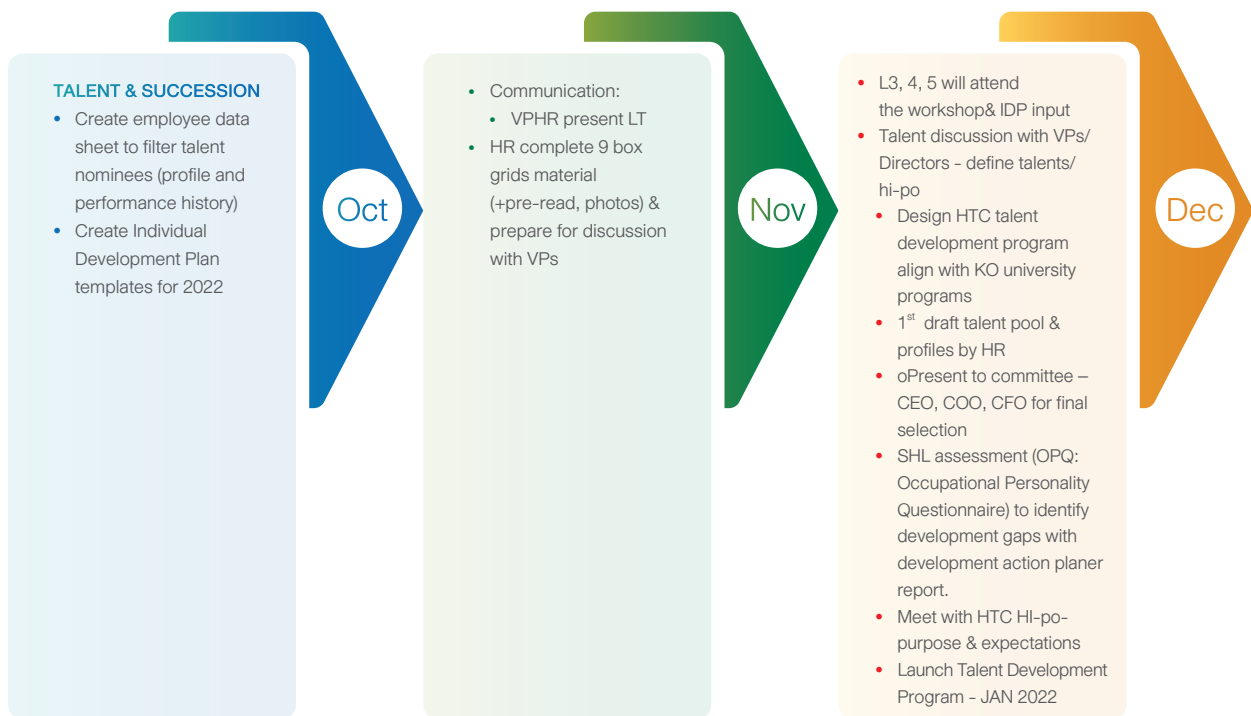 TALENT & SUCCESSION
• Create employee data
sheet to filter talent
nominees (profile and
performance history)
• Create Individual
Development Plan
templates for 2022
Oct
• Communication:
• VPHR present LT
• HR complete 9 box
grids material
(+pre-read, photos) &
prepare for discussion
with VPs
Nov
• L3, 4, 5 will attend
the workshop& IDP input
• Talent discussion with VPs/
Directors - define talents/
hi-po
• Design HTC talent
development program
align with KO university
programs
• 1st draft talent pool &
profiles by HR
• oPresent to committee –
CEO, COO, CFO for final
selection
• SHL assessment (OPQ:
Occupational Personality
Questionnaire) to identify
development gaps with
development action planer
report.
• Meet with HTC HI-po-
purpose & expectations
• Launch Talent Development
Program - JAN 2022
Dec